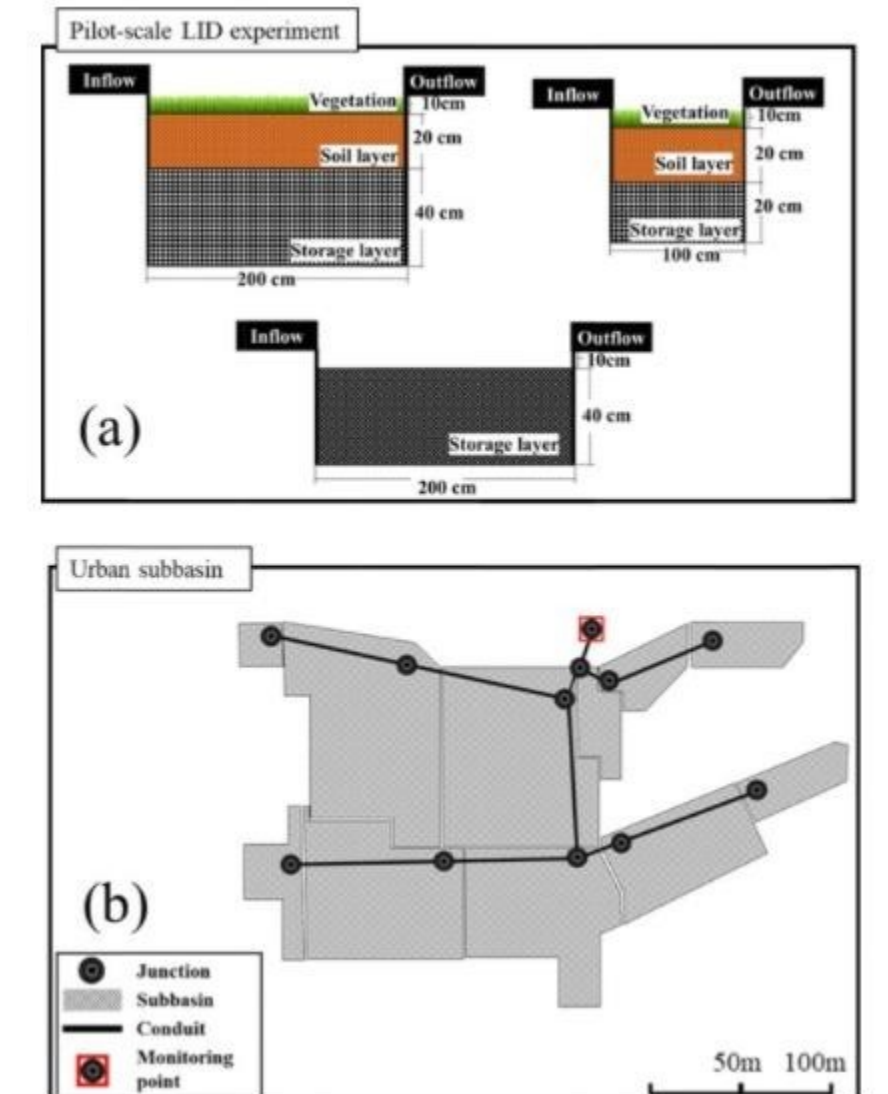 Pilot-scale LID experiment
Inflow
Outflow
Vegetation
10cm
20 cm
Soil layer
40 cm
Storage layer
200 cm
Inflow
Outflow
Vegetation
10cm
20 cm
Soil layer
20 cm
Storage layer
100 cm
Inflow
Outflow
10cm
40 cm
Storage layer
200 cm
(a)
Urban subbasin
(b)
Junction
Subbasin
Conduit
Monitoring
point
50m 100m